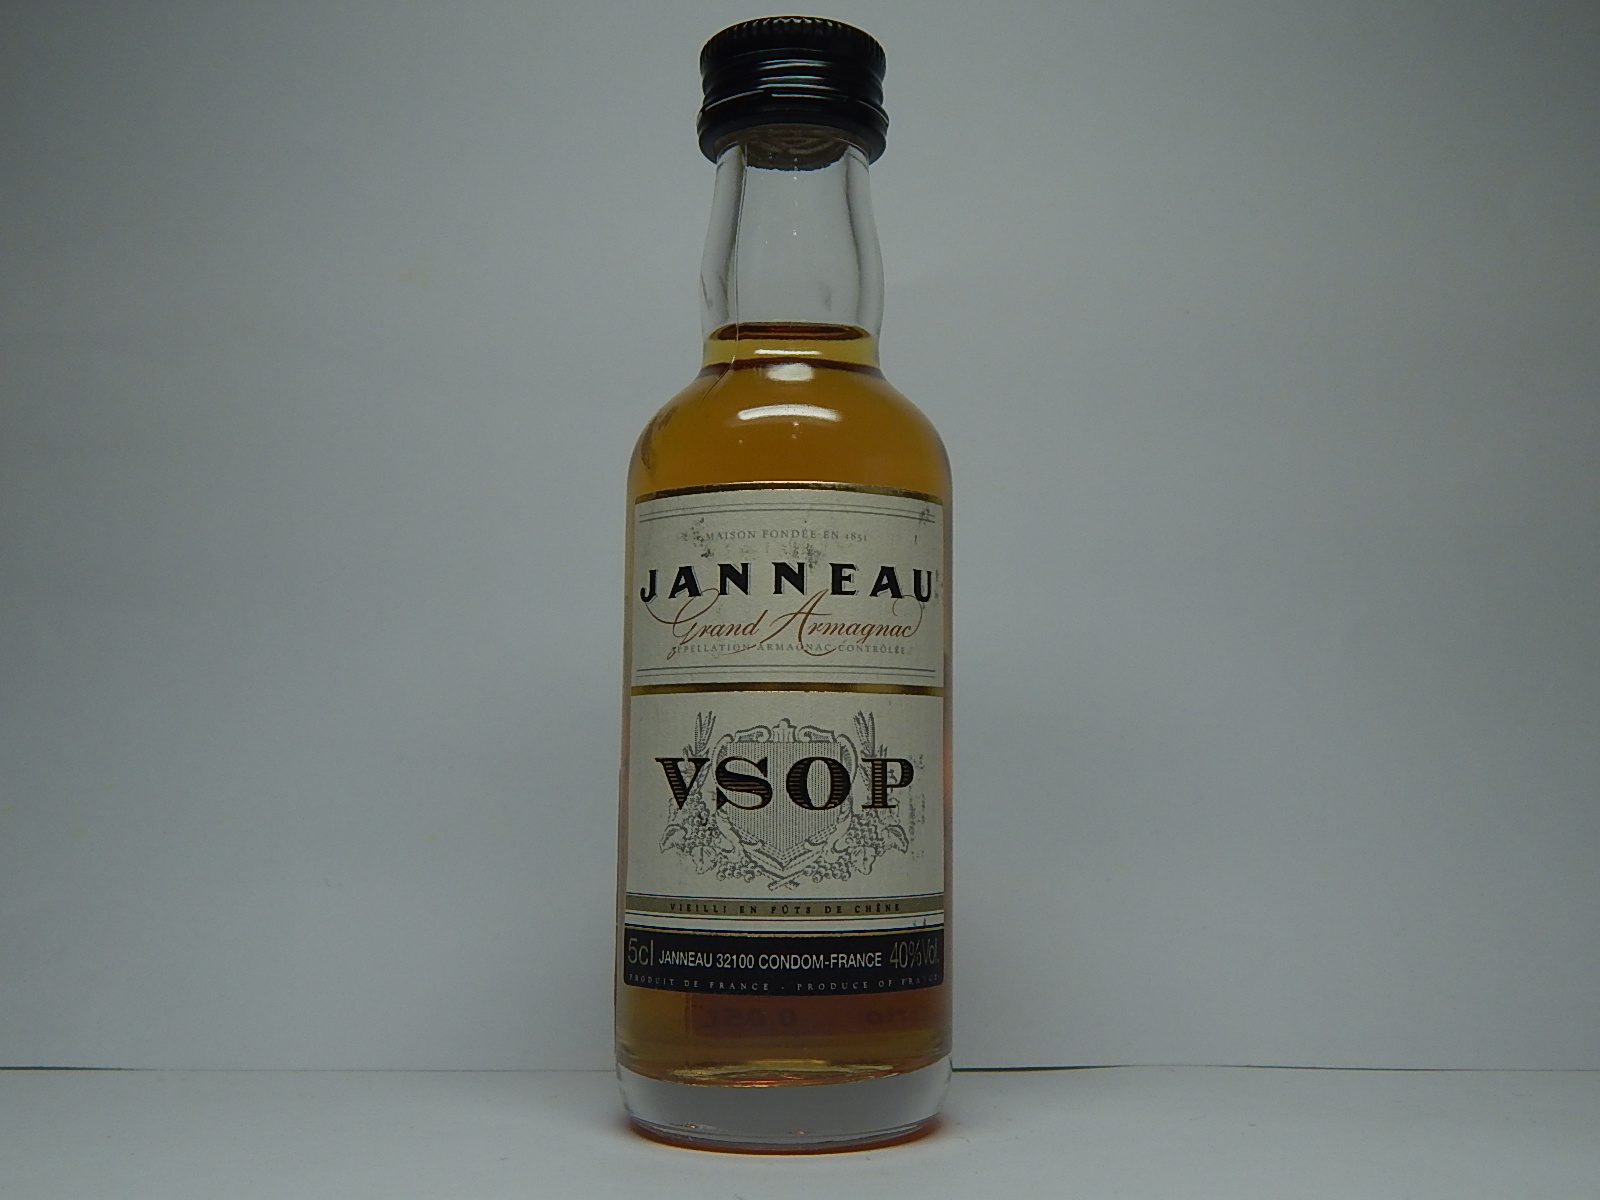 MAISON FONDÉE EN 1851
JANNEAU
Grand Armagnac
APPELLATION ARMAGNAC CONTRÔLÉE
VSOP
VIEILLI EN FÛTS DE CHÊNE
5cl JANNEAU 32100 CONDOM-FRANCE 40%Vol.
PRODUIT DE FRANCE - PRODUCE OF FRANCE